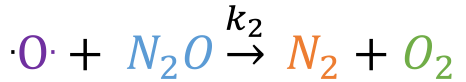 ·O· + N₂O k₂→ N₂ + O₂